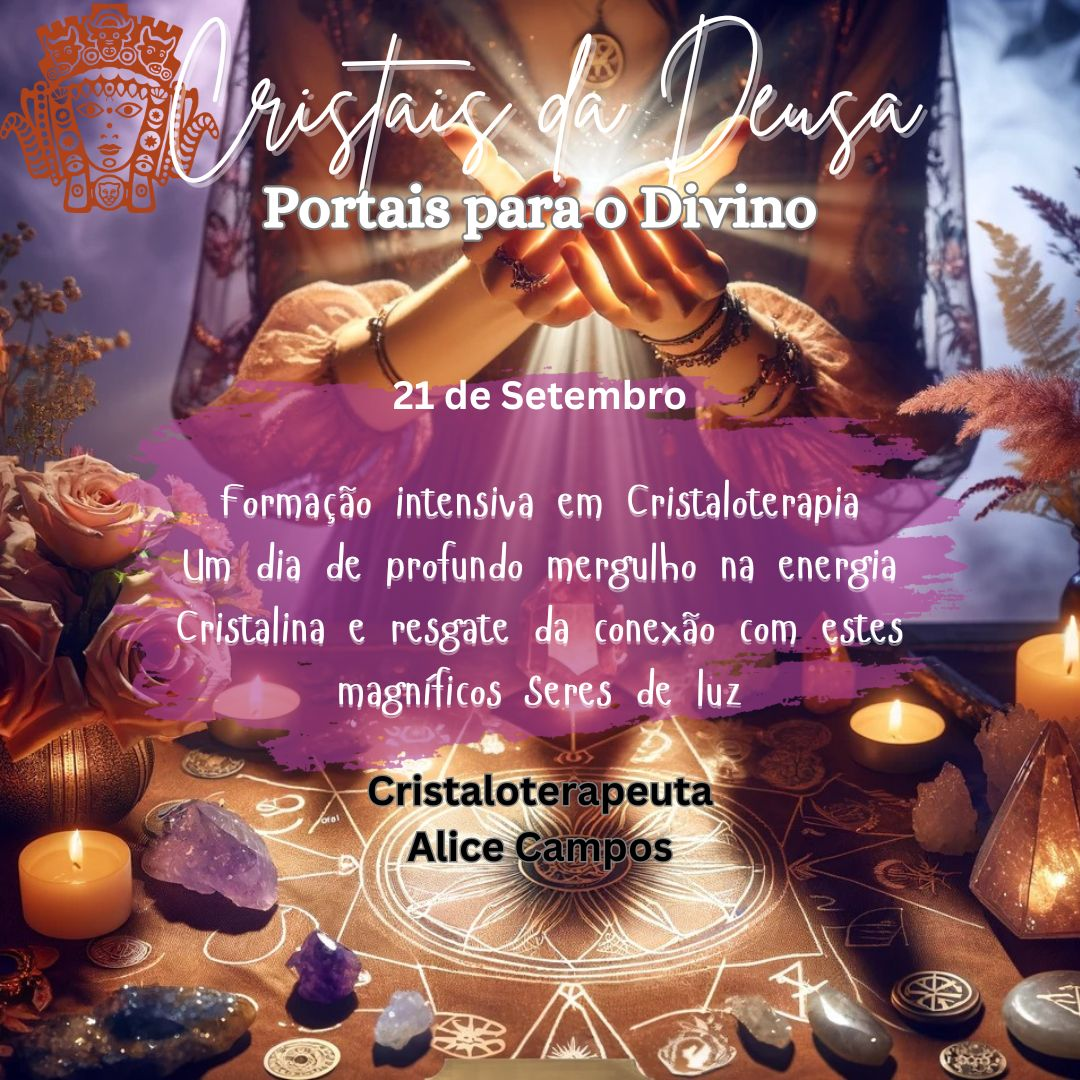 Cristais da Deusa
Portais para o Divino
21 de Setembro
Formação intensiva em Cristaloterapia
Um dia de profundo mergulho na energia
Cristalina e resgate da conexão com estes
magníficos Seres de luz
Cristaloterapeuta
Alice Campos